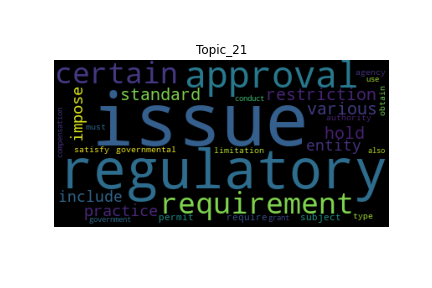 Topic_21
certain approval agency
use
impose standard conduct restriction obtain
various
issue
authority
compensation must hold
satisfy governmental limitation entity also
regulatory
include requirement
practice permit require grant subject type
government